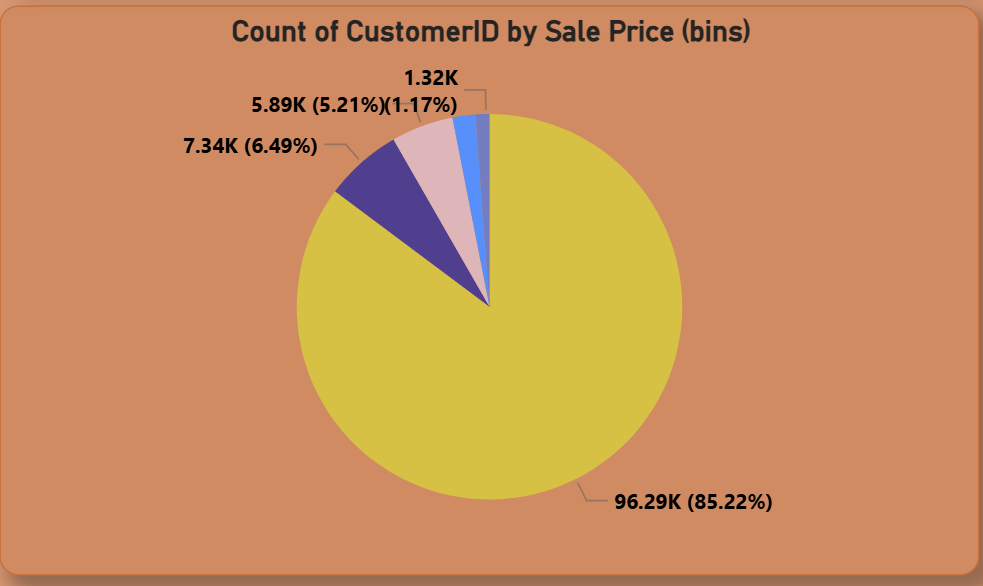 Count of CustomerID by Sale Price (bins)
1.32K
(1.17%)
5.89K (5.21%)
7.34K (6.49%)
96.29K (85.22%)